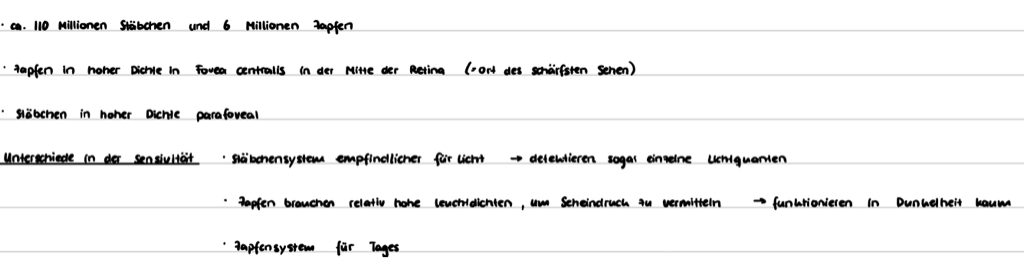 · ca. 110 Millionen Stäbchen und 6 Millionen Zapfen
· Zapfen in hoher Dichte in Fovea centralis in der Mitte der Retina (= Ort des schärfsten Sehen)
· Stäbchen in hoher Dichte parafoveal
Unterschiede in der Sensivität · Stäbchensystem empfindlicher für Licht → detektieren sogar einzelne Lichtquanten
· Zapfen brauchen relativ hohe Leuchtdichten, um Seheindruck zu vermitteln → funktionieren in Dunkelheit kaum
· Zapfensystem für Tages